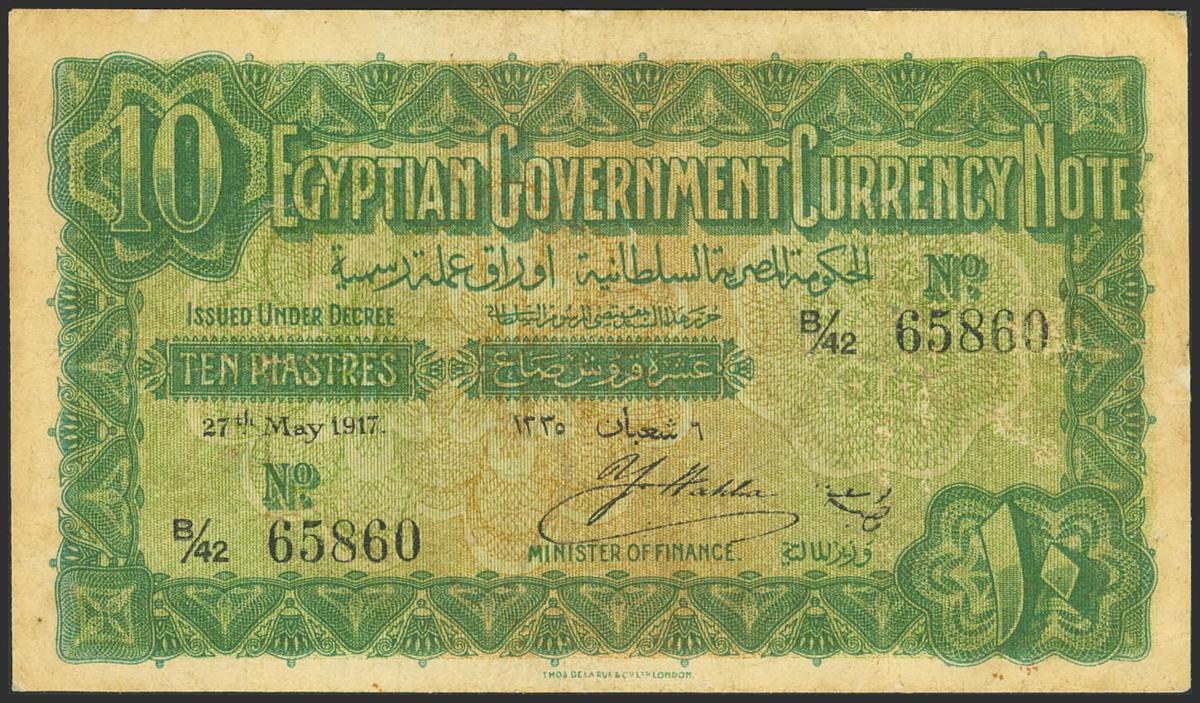 10
EGYPTIAN GOVERNMENT CURRENCY NOTE
الحكومة المصرية السلطانية اوراق عملة رسمية
No.
B/42 65860
ISSUED UNDER DECREE
TEN PIASTRES
عشرة قروش صاغ
27th May 1917.
٦ شعبان ١٣٣٥
No.
B/42 65860
Y. Wahba
MINISTER OF FINANCE.
وزير المالية
١٠
THOS. DE LA RUE & CO. LTD. LONDON.